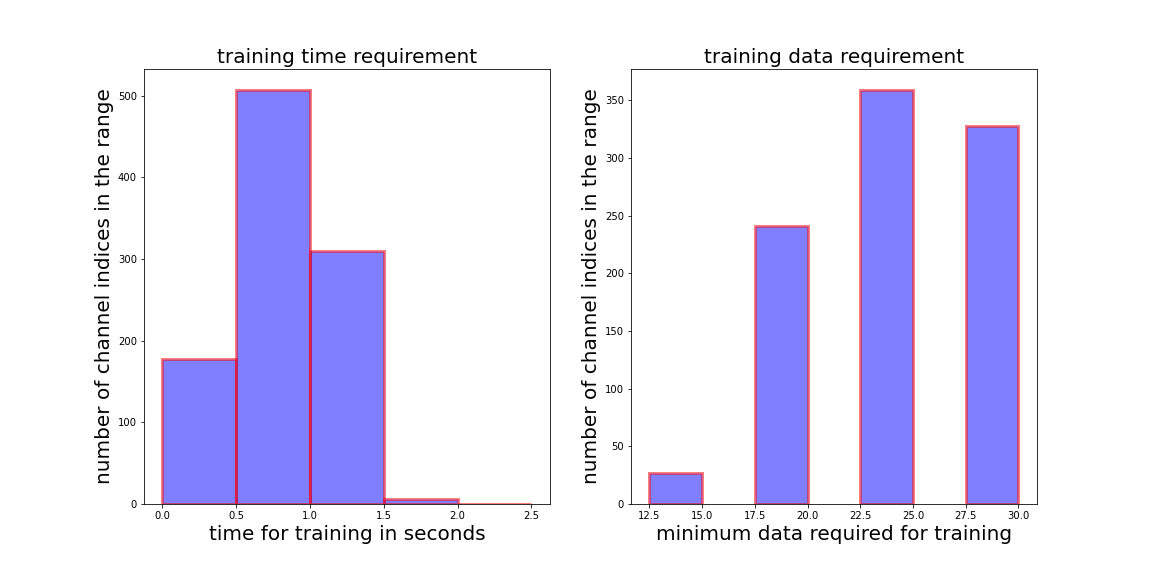 training time requirement
number of channel indices in the range
500
400
300
200
100
0
0.0 0.5 1.0 1.5 2.0 2.5
time for training in seconds
training data requirement
number of channel indices in the range
350
300
250
200
150
100
50
0
12.5 15.0 17.5 20.0 22.5 25.0 27.5 30.0
minimum data required for training